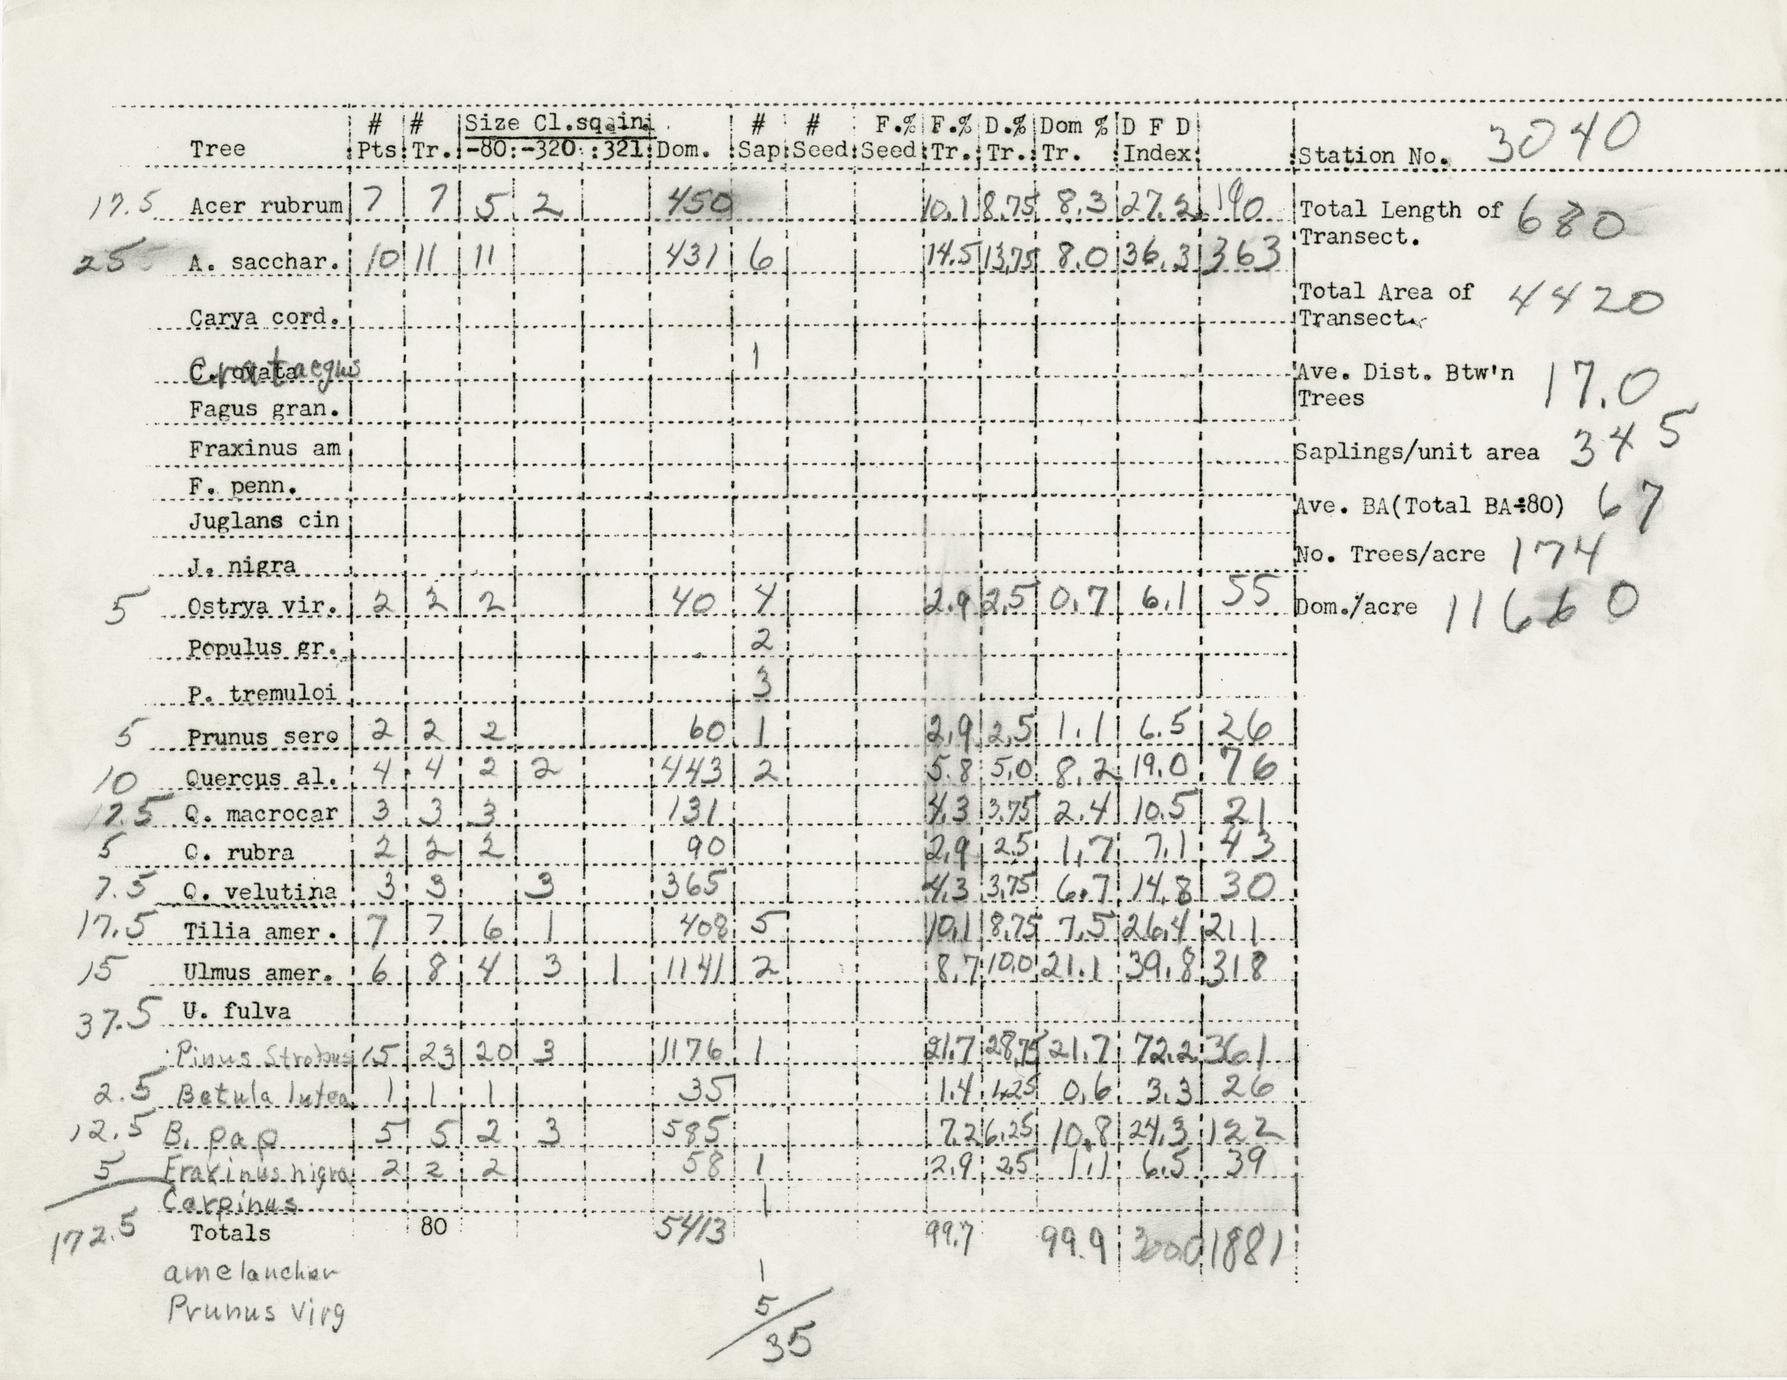 # # Size Cl.sq.in. # # F.% F.% D.% Dom % D F D
Tree Pts. Tr. -80:-320 :321 Dom. Sap Seed Seed Tr. Tr. Tr. Index Station No. 3040
17.5 Acer rubrum 7 7 5 2 450 10.1 8.75 8.3 27.2 190
Total Length of Transect. 680
25 A. sacchar. 10 11 11 431 6 14.5 13.75 8.0 36.3 363
Carya cord.
Total Area of Transect. 4420
Crataegus 1
Ave. Dist. Btw'n Trees 17.0
Fagus gran.
Fraxinus am
Saplings/unit area 345
F. penn.
Juglans cin
Ave. BA(Total BA÷80) 67
J. nigra
No. Trees/acre 174
5 Ostrya vir. 2 2 2 40 4 2.9 2.5 0.7 6.1 55
Dom./acre 11660
Populus gr. 2
P. tremuloi 3
5 Prunus sero 2 2 2 60 1 2.9 2.5 1.1 6.5 26
10 Quercus al. 4 4 2 2 443 2 5.8 5.0 8.2 19.0 76
Q. macrocar 3 3 3 131 4.3 3.75 2.4 10.5 21
5 Q. rubra 2 2 2 90 2.9 2.5 1.7 7.1 43
7.5 Q. velutina 3 3 3 365 4.3 3.75 6.7 14.8 30
17.5 Tilia amer. 7 7 6 1 408 5 10.1 8.75 7.5 26.4 211
15 Ulmus amer. 6 8 4 3 1 1141 2 8.7 10.0 21.1 39.8 318
37.5 U. fulva
Pinus Strobus 15 23 20 3 1176 1 21.7 28.75 21.7 72.2 361
2.5 Betula lutea 1 1 1 35 1.4 1.25 0.6 3.3 26
12.5 B. pap 5 5 2 3 585 7.2 6.25 10.8 24.3 122
5 Fraxinus nigra 2 2 2 58 1 2.9 2.5 1.1 6.5 39
Carpinus 1
172.5 Totals 80 5413 99.7 99.9 300.0 1881
amelancher 1
Prunus virg 5
35